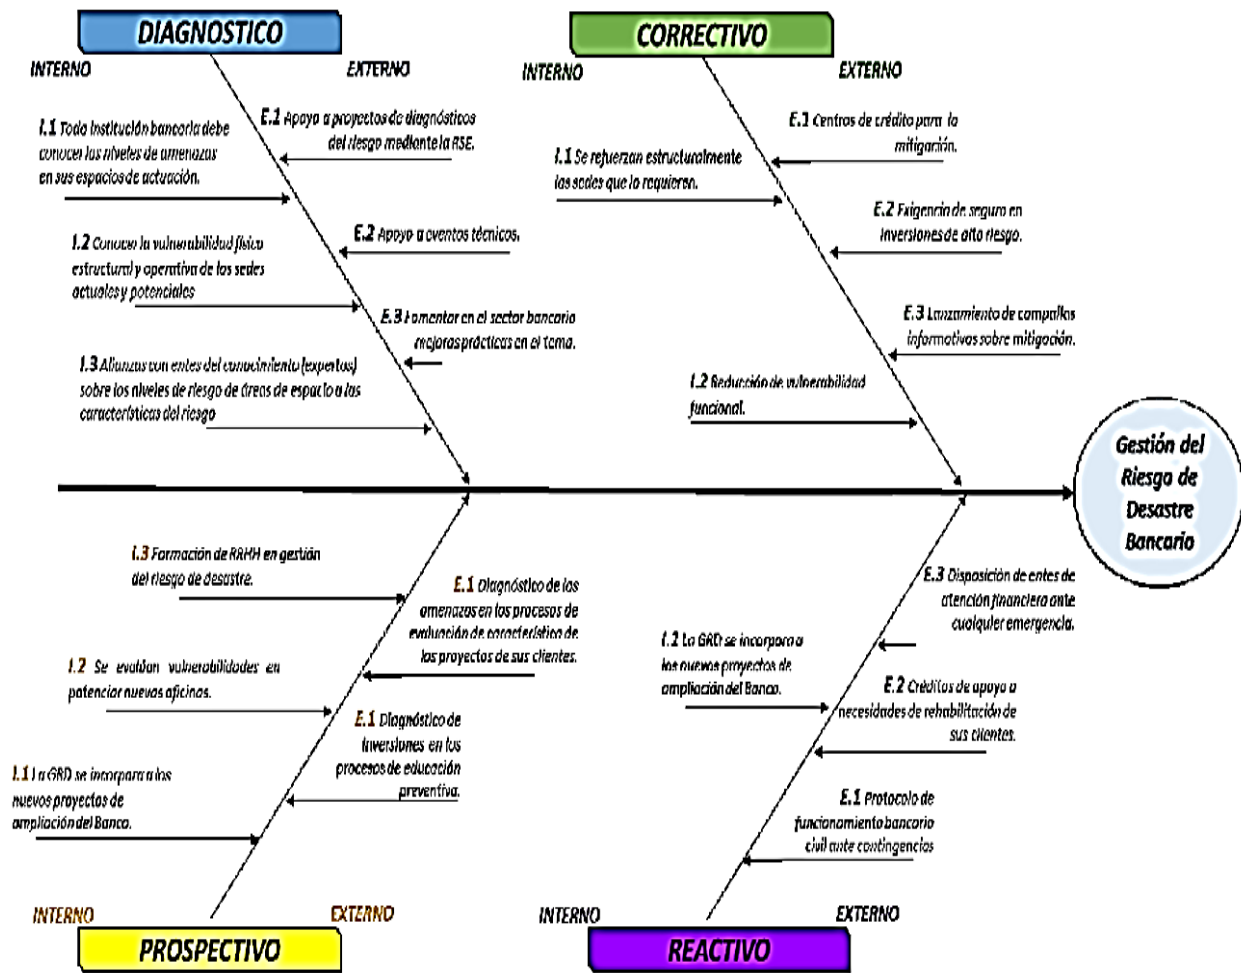 DIAGNOSTICO
INTERNO
EXTERNO
I.1 Toda institución bancaria debe
conocer los niveles de amenazas
en sus espacios de actuación.
E.1 Apoyo a proyectos de diagnósticos
del riesgo mediante la RSE.
I.2 Conocer la vulnerabilidad físico
estructural y operativa de las sedes
actuales y potenciales
E.2 Apoyo a eventos técnicos.
E.3 Fomentar en el sector bancario
mejoras prácticas en el tema.
I.3 Alianzas con entes del conocimiento (expertos)
sobre los niveles de riesgo de áreas de espacio a las
características del riesgo
CORRECTIVO
INTERNO
EXTERNO
E.1 Centros de crédito para la
mitigación.
I.1 Se refuerzan estructuralmente
las sedes que lo requieren.
E.2 Exigencia de seguro en
inversiones de alto riesgo.
E.3 Lanzamiento de campañas
informativas sobre mitigación.
I.2 Reducción de vulnerabilidad
funcional.
Gestión del
Riesgo de
Desastre
Bancario
I.3 Formación de RRHH en gestión
del riesgo de desastre.
E.1 Diagnóstico de las
amenazas en los procesos de
evaluación de característica de
los proyectos de sus clientes.
I.2 Se evalúan vulnerabilidades en
potenciar nuevas oficinas.
E.1 Diagnóstico de
inversiones en los
procesos de educación
preventiva.
I.1 La GRD se incorpora a los
nuevos proyectos de
ampliación del Banco.
INTERNO
EXTERNO
PROSPECTIVO
E.3 Disposición de entes de
atención financiera ante
cualquier emergencia.
I.2 La GRD se incorpora a
los nuevos proyectos de
ampliación del Banco.
E.2 Créditos de apoyo a
necesidades de rehabilitación de
sus clientes.
E.1 Protocolo de
funcionamiento bancario
civil ante contingencias
INTERNO
EXTERNO
REACTIVO